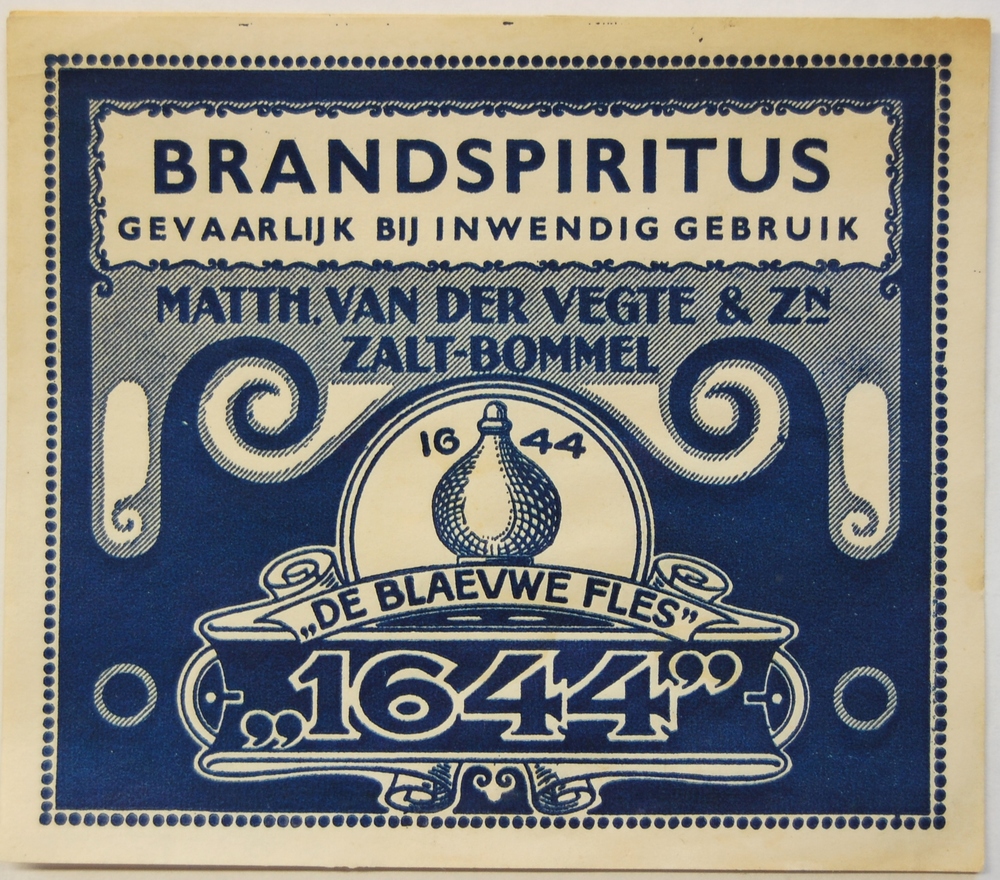 BRANDSPIRITUS
GEVAARLIJK BIJ INWENDIG GEBRUIK
MATTH. VAN DER VEGTE & ZN
ZALT-BOMMEL
16 44
„DE BLAEVWE FLES”
„1644”